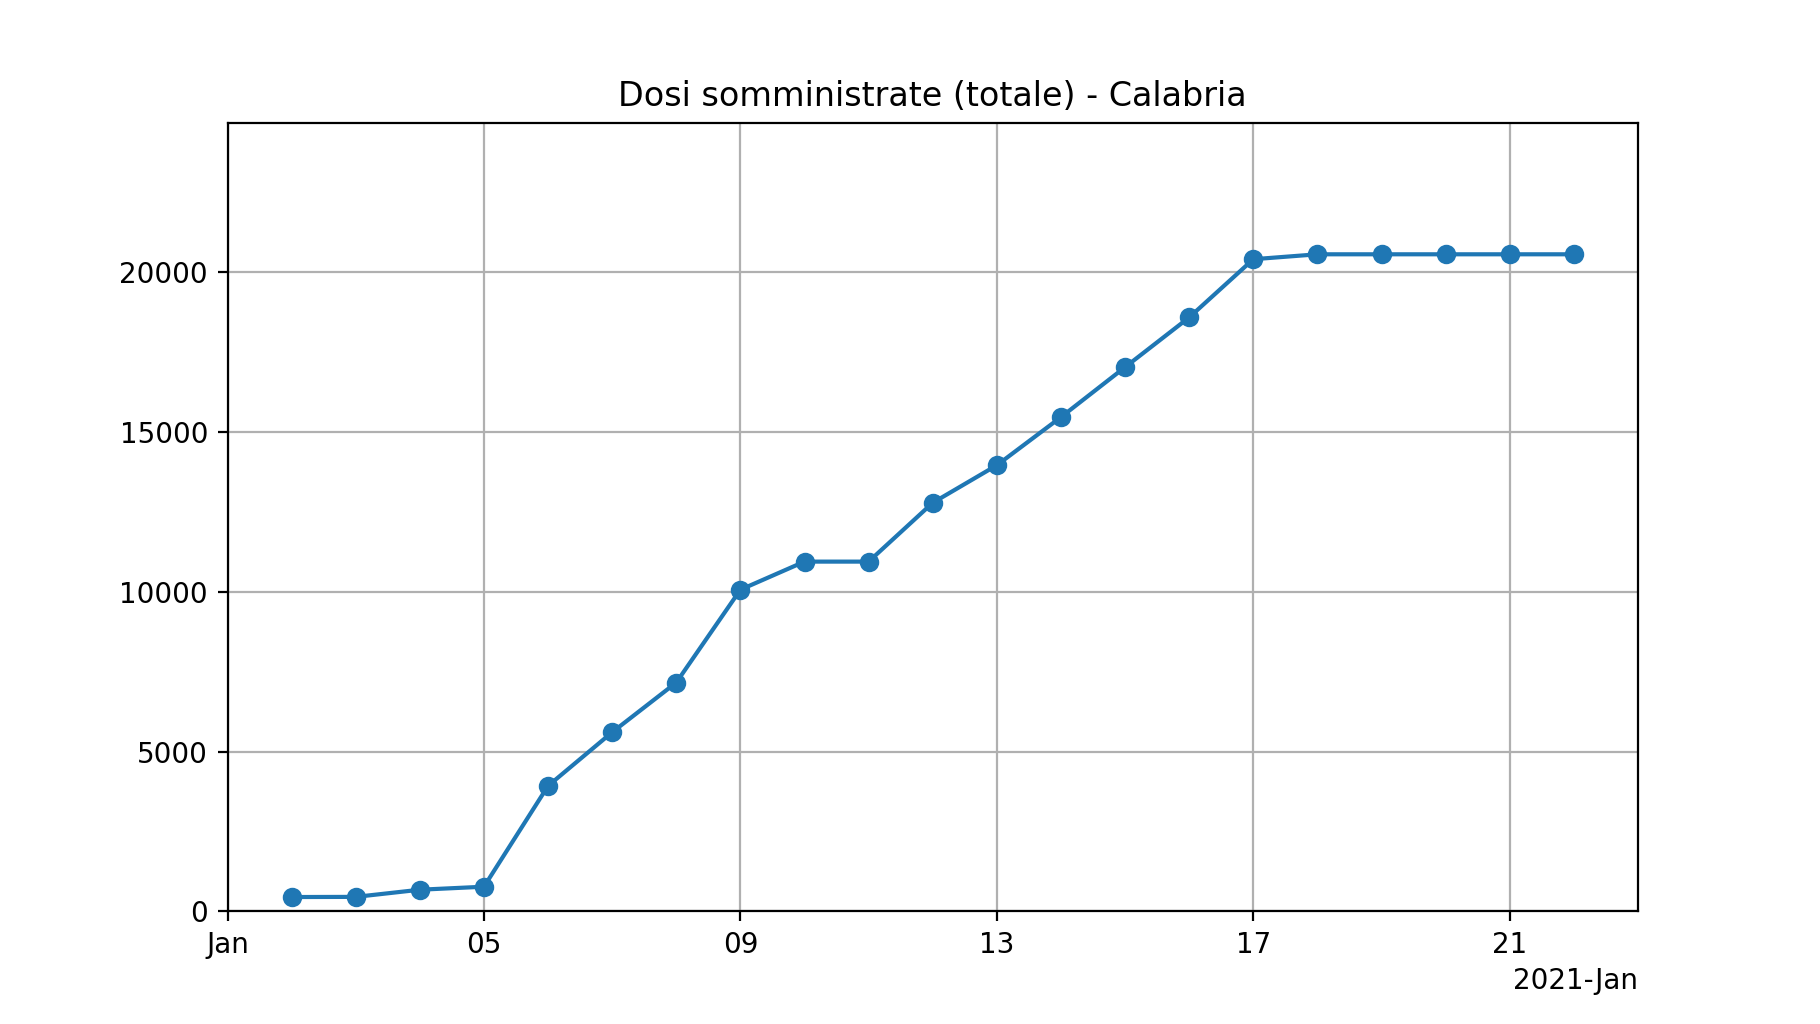 Dosi somministrate (totale) - Calabria
20000
15000
10000
5000
0
Jan 05 09 13 17 21
2021-Jan